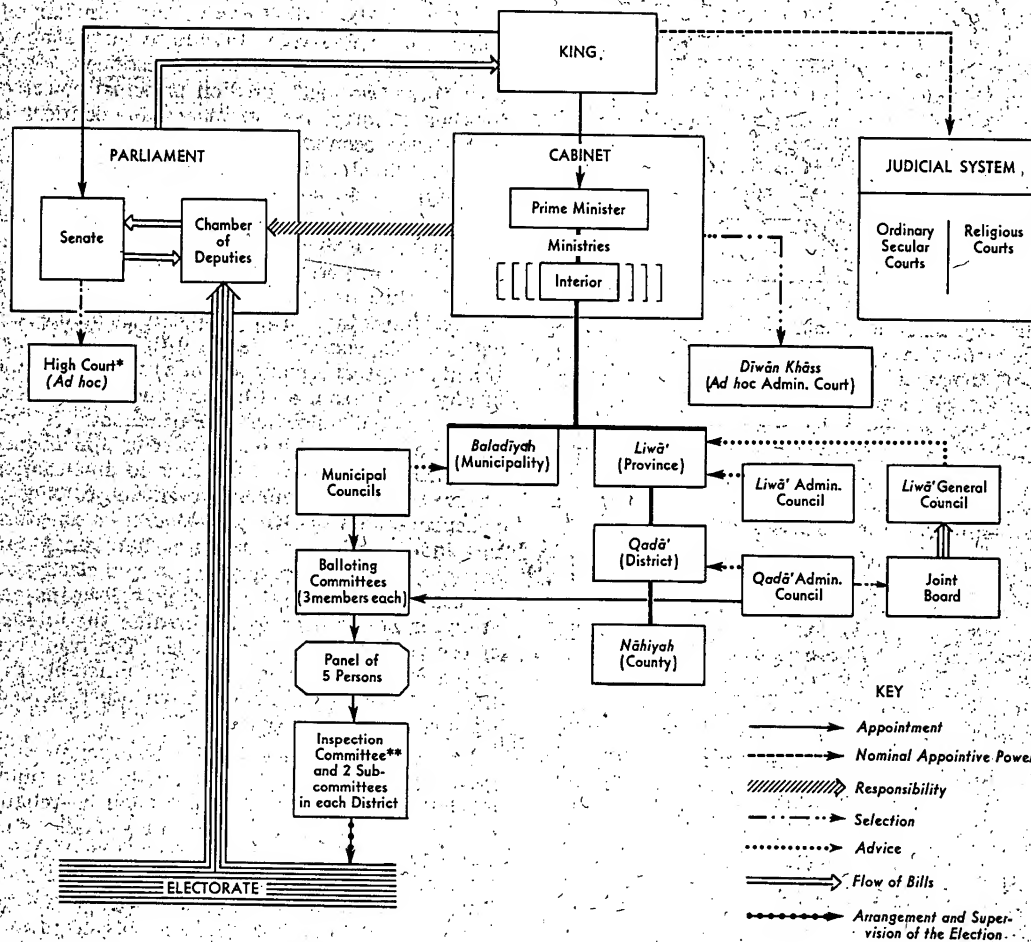 KING
PARLIAMENT
Senate
Chamber
of
Deputies
High Court*
(Ad hoc)
CABINET
Prime Minister
Ministries
Interior
JUDICIAL SYSTEM
Ordinary
Secular
Courts
Religious
Courts
Dīwān Khāss
(Ad hoc Admin. Court)
Baladīyah
(Municipality)
Liwā'
(Province)
Municipal
Councils
Liwā' Admin.
Council
Liwā' General
Council
Balloting
Committees
(3 members each)
Qadā'
(District)
Qadā' Admin.
Council
Joint
Board
Panel of
5 Persons
Nāhiyah
(County)
Inspection
Committee**
and 2 Sub-
committees
in each District
ELECTORATE
KEY
Appointment
Nominal Appointive Power
Responsibility
Selection
Advice
Flow of Bills
Arrangement and Super-
vision of the Election